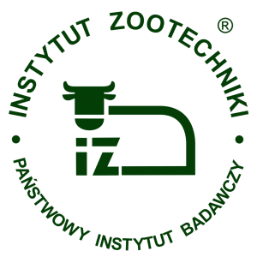 INSTYTUT ZOOTECHNIKI ®
iZ
• PAŃSTWOWY INSTYTUT BADAWCZY •